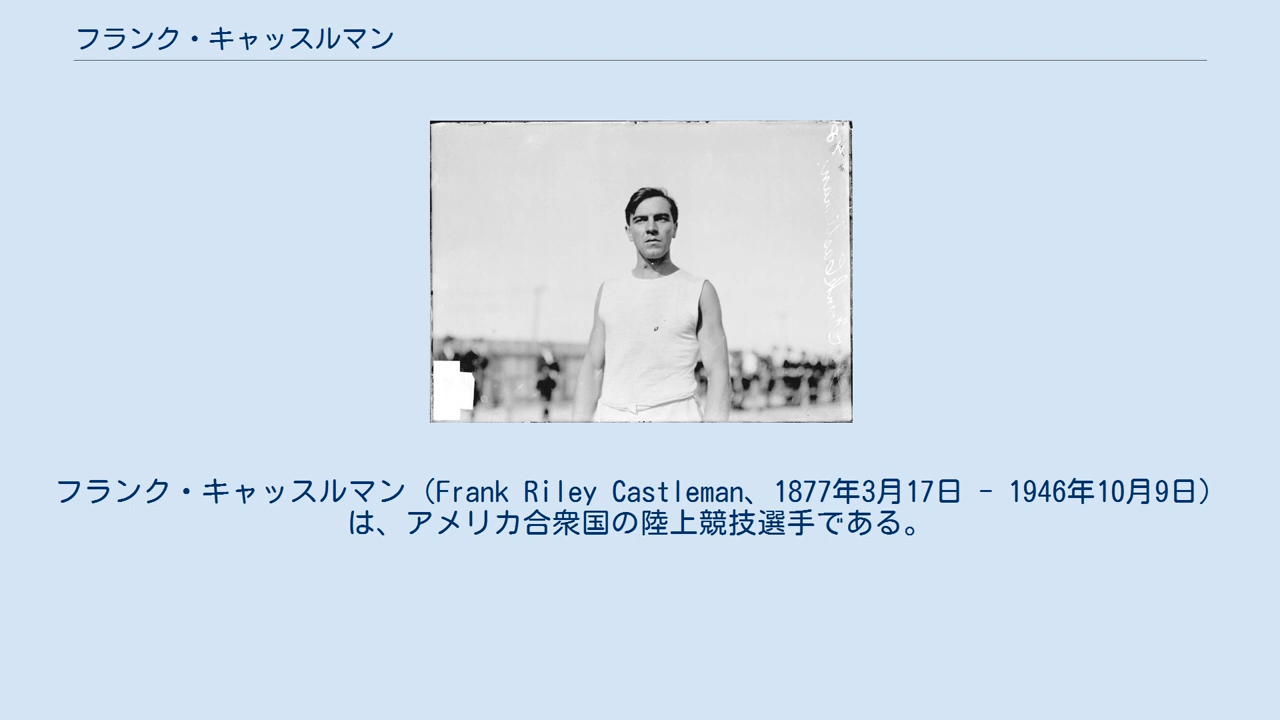 フランク・キャッスルマン
フランク・キャッスルマン（Frank Riley Castleman、1877年3月17日 - 1946年10月9日）
は、アメリカ合衆国の陸上競技選手である。